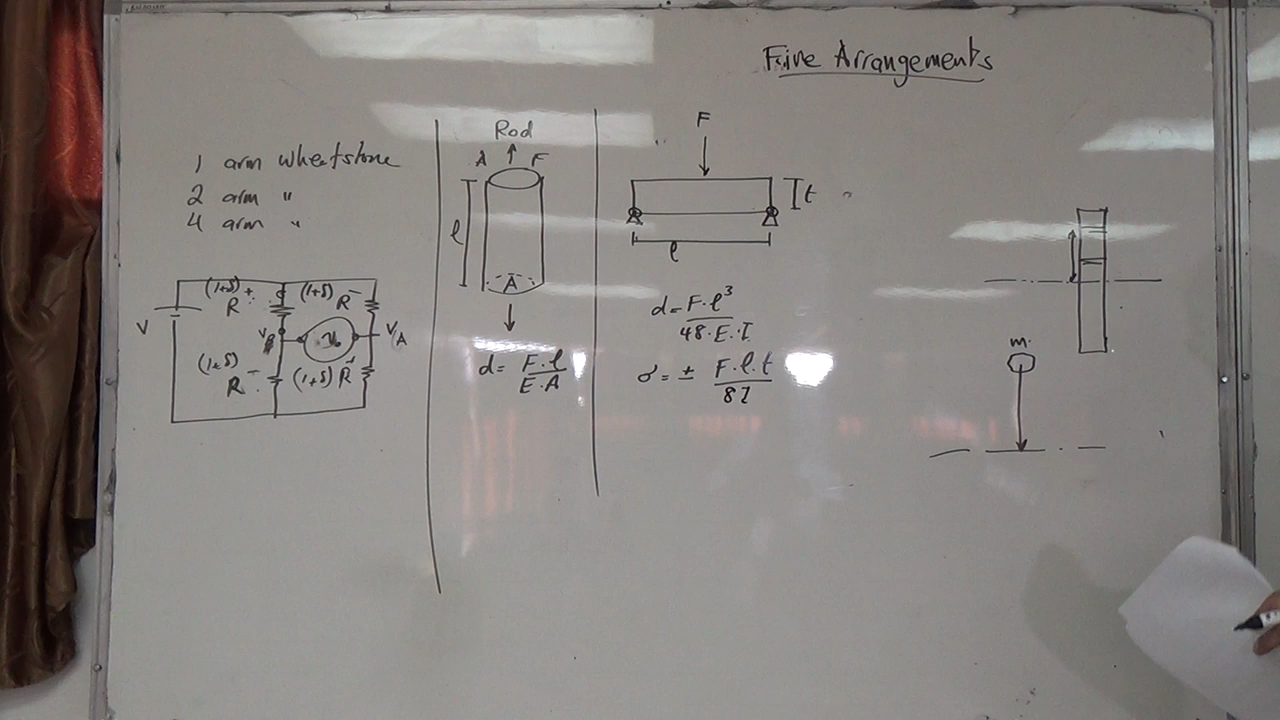 Five Arrangements
1 arm wheatstone
2 arm "
4 arm "
V
(1+δ) R +
(1+δ) R -
V_B
V_A
(1+δ) R -
(1+δ) R
Rod
A F
l
A
d = F·l / E·A
F
t
l
d = F·l³ / 48·E·I
σ = ± F·l·t / 8I
m